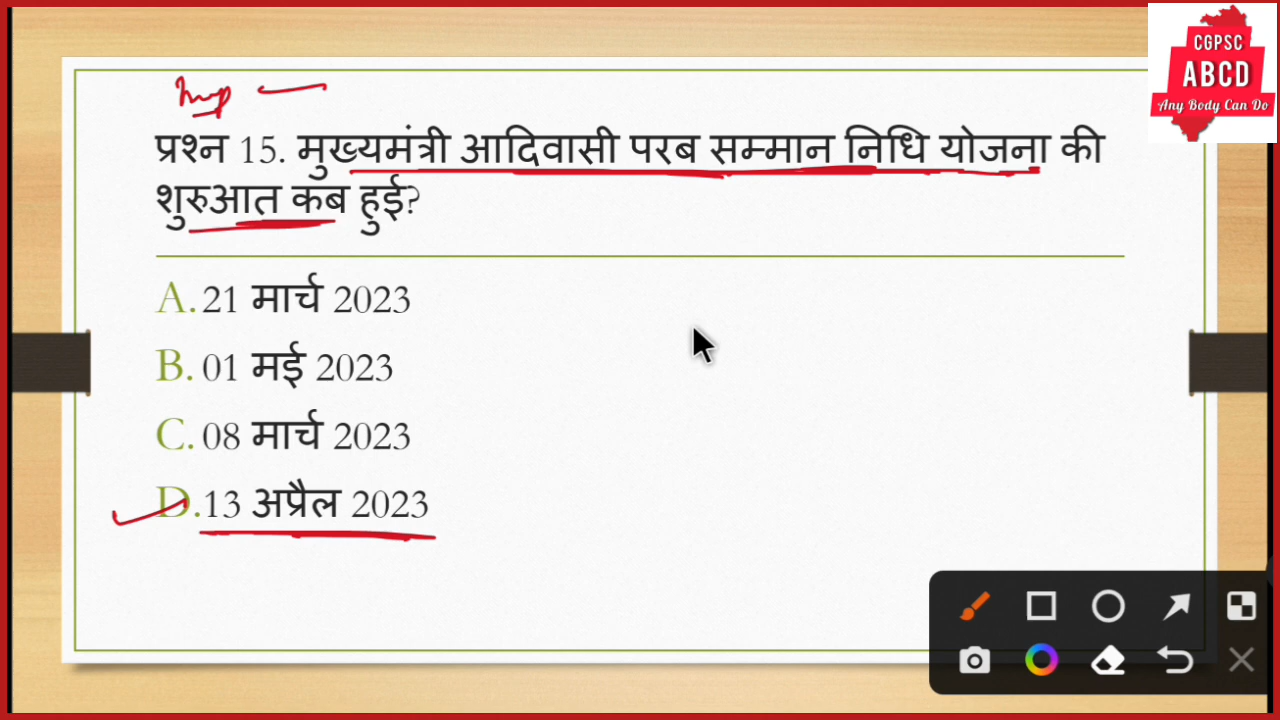 CGPSC
ABCD
Any Body Can Do
Imp
प्रश्न 15. मुख्यमंत्री आदिवासी परब सम्मान निधि योजना की
शुरुआत कब हुई?
A. 21 मार्च 2023
B. 01 मई 2023
C. 08 मार्च 2023
D. 13 अप्रैल 2023